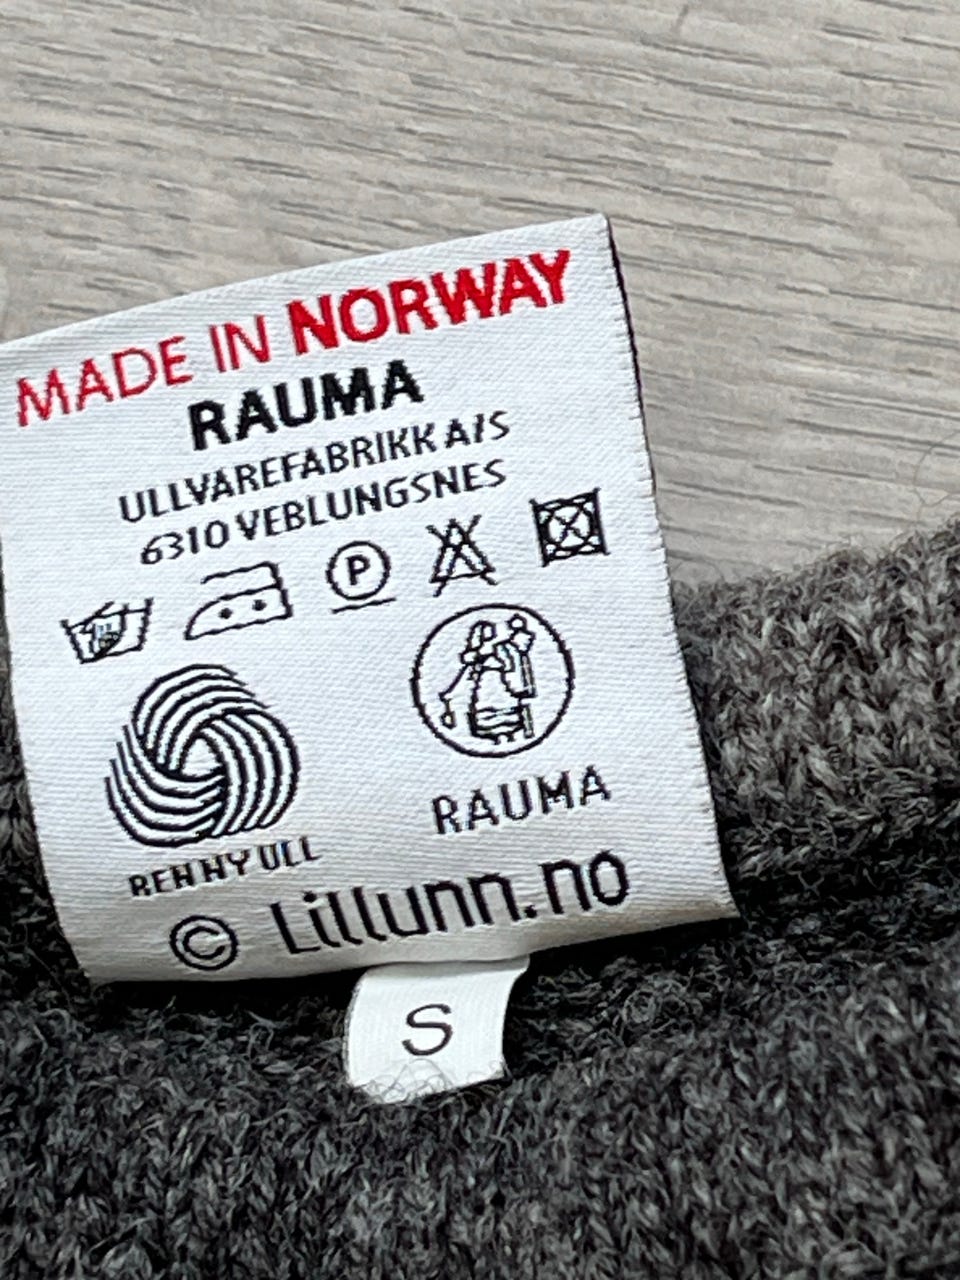 MADE IN NORWAY
RAUMA
ULLVAREFABRIKK A/S
6310 VEBLUNGSNES
P
REN NY ULL
RAUMA
© Lillunn.no
S